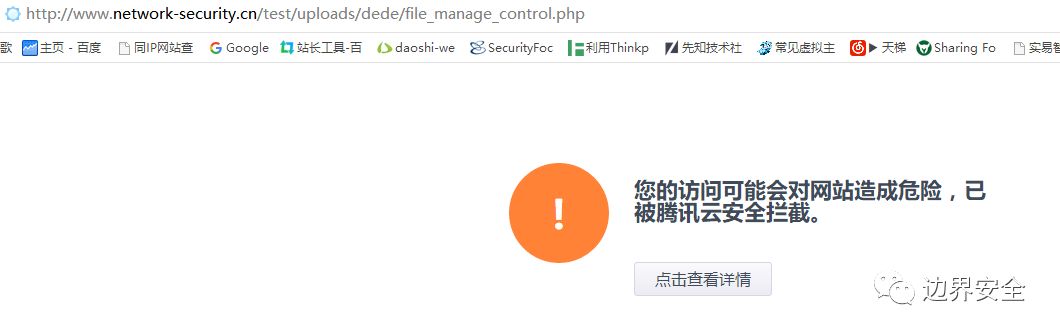 http://www.network-security.cn/test/uploads/dede/file_manage_control.php
歌 主页 - 百度 同IP网站查 Google 站长工具-百 daoshi-we SecurityFoc 利用Thinkp 先知技术社 常见虚拟主 天梯 Sharing Fo 实易智
您的访问可能会对网站造成危险，已
被腾讯云安全拦截。
点击查看详情
边界安全